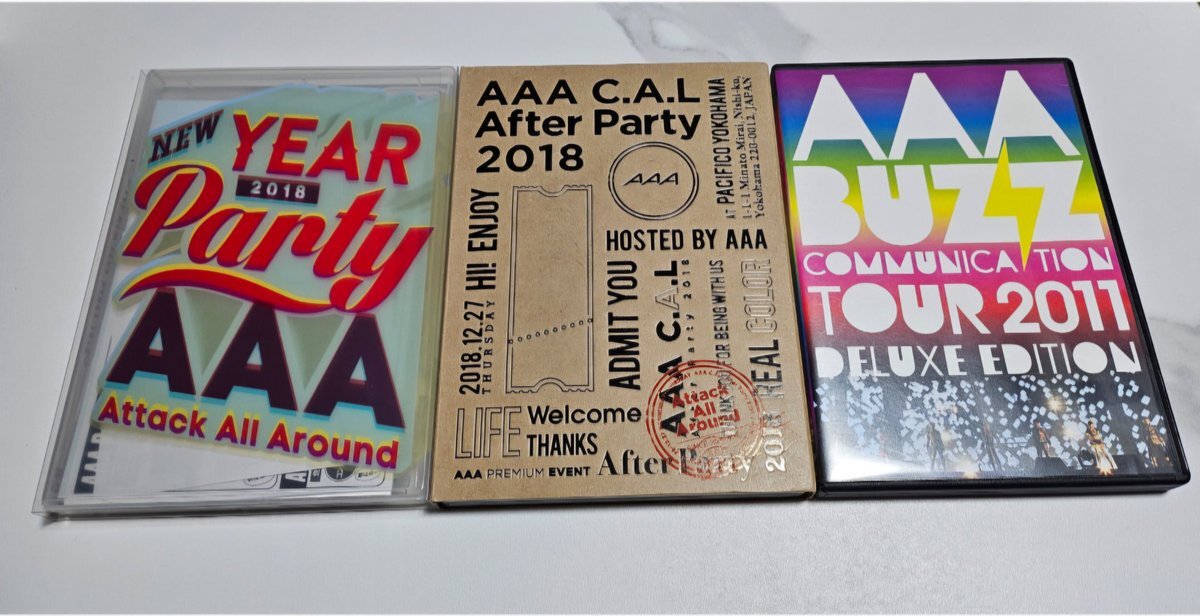 NEW
YEAR
2018
Party
AAA
Attack All Around
AAA C.A.L
After Party
2018
AAA
AT PACIFICO YOKOHAMA
1-1-1 Minato Mirai, Nishi-ku,
Yokohama 220-0012, JAPAN
HI! ENJOY
2018.12.27
THURSDAY
HOSTED BY AAA
ADMIT YOU
AAA C.A.L
Party 2018
FOR BEING WITH US
REAL COLOR
Attack
All
Around
LIFE
Welcome
THANKS
AAA PREMIUM EVENT After Party
AAA
BUZZ
COMMUNICATION
TOUR 2011
DELUXE EDITION